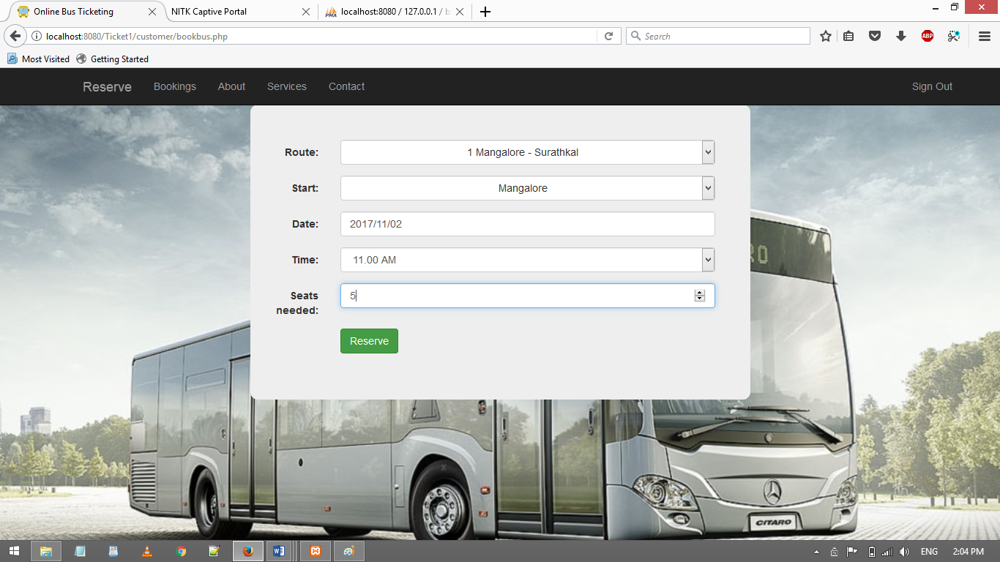 Online Bus Ticketing
NITK Captive Portal
PMA localhost:8080 / 127.0.0.1 / b
localhost:8080/Ticket1/customer/bookbus.php
Search
ABP
Most Visited
Getting Started
Reserve Bookings About Services Contact Sign Out
Route: 1 Mangalore - Surathkal
Start: Mangalore
Date: 2017/11/02
Time: 11.00 AM
Seats needed: 5
Reserve
CITARO
ENG 2:04 PM